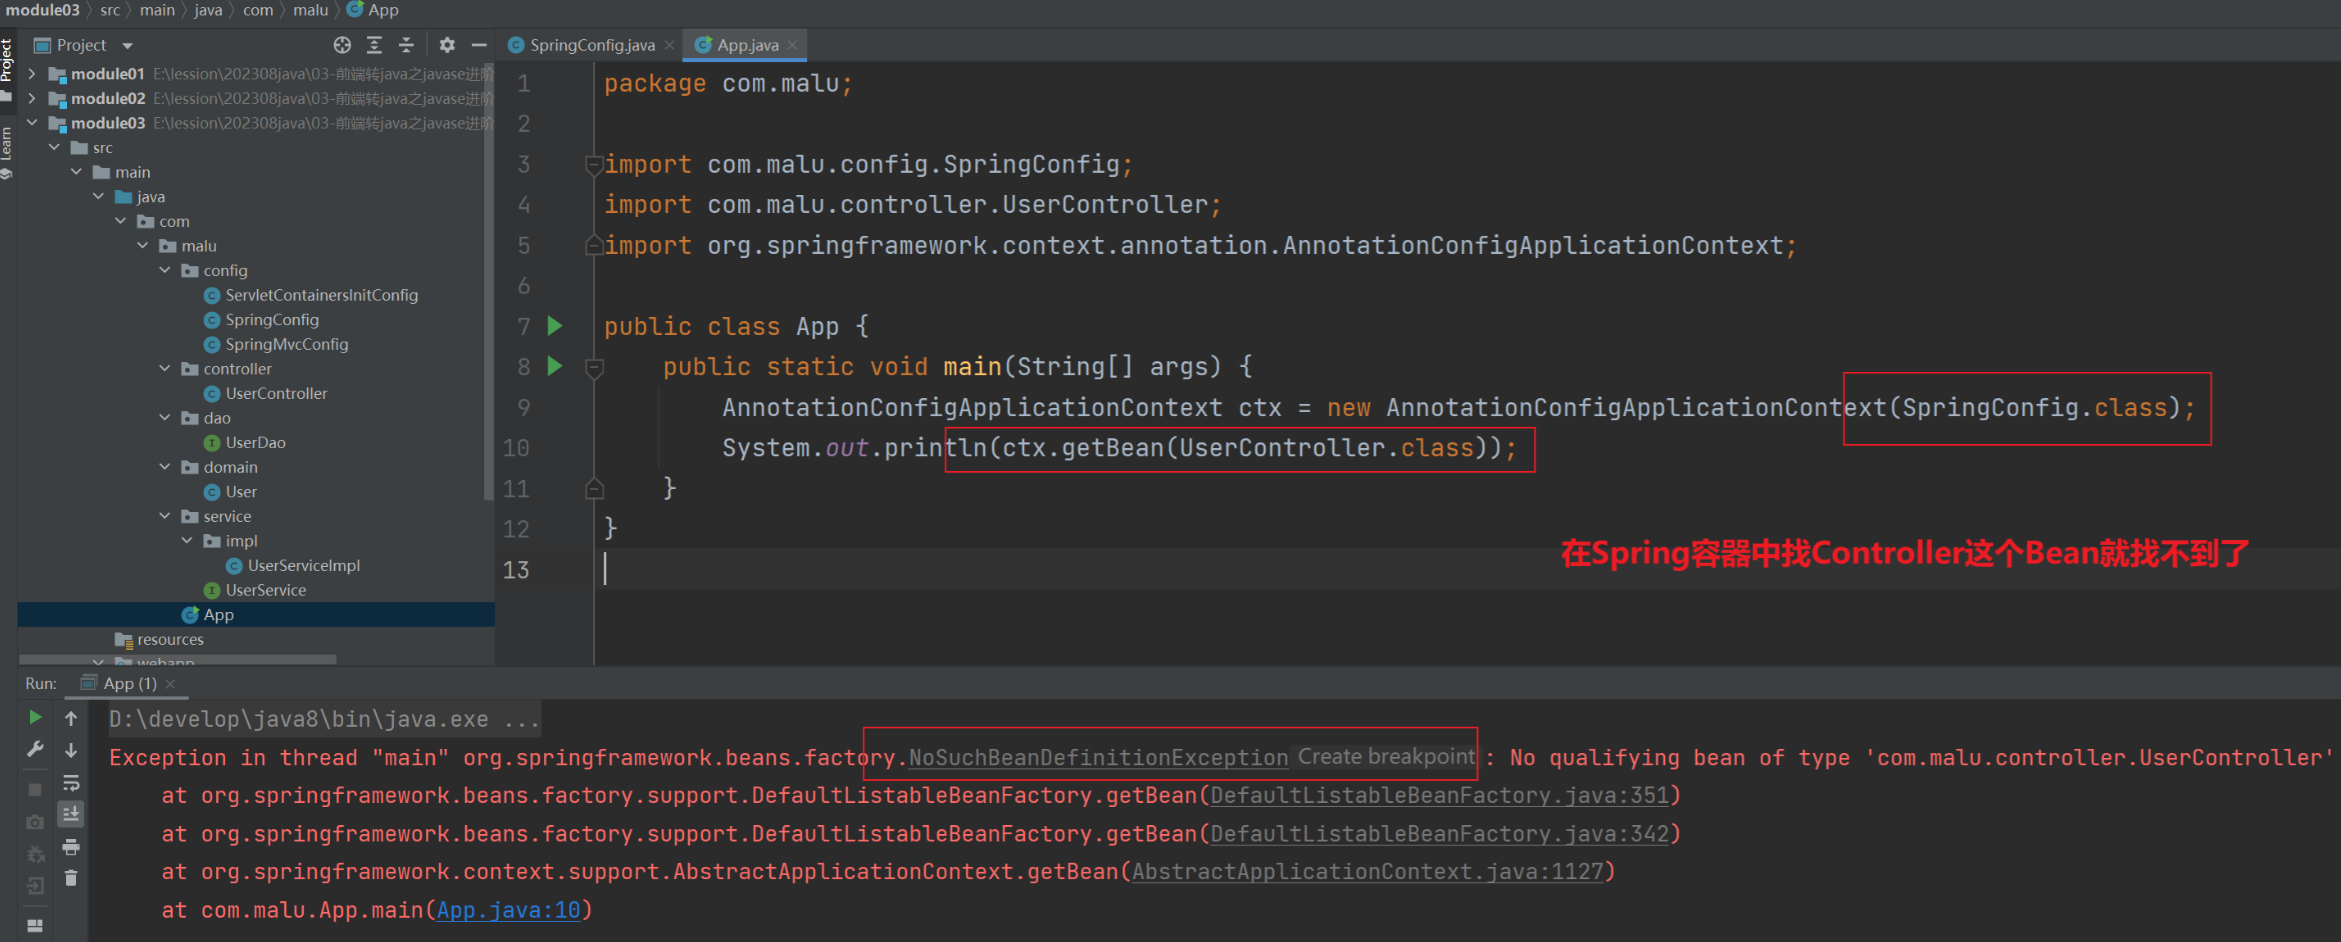 module03 > src > main > java > com > malu > App
Project
SpringConfig.java
App.java
Project
Learn
module01 E:\lession\202308java\03-前端转java之javase进阶
module02 E:\lession\202308java\03-前端转java之javase进阶
module03 E:\lession\202308java\03-前端转java之javase进阶
src
main
java
com
malu
config
ServletContainersInitConfig
SpringConfig
SpringMvcConfig
controller
UserController
dao
UserDao
domain
User
service
impl
UserServiceImpl
UserService
App
resources
webapp
1 package com.malu;
2
3 import com.malu.config.SpringConfig;
4 import com.malu.controller.UserController;
5 import org.springframework.context.annotation.AnnotationConfigApplicationContext;
6
7 public class App {
8 public static void main(String[] args) {
9 AnnotationConfigApplicationContext ctx = new AnnotationConfigApplicationContext(SpringConfig.class);
10 System.out.println(ctx.getBean(UserController.class));
11 }
12 }
13
在Spring容器中找Controller这个Bean就找不到了
Run: App (1)
D:\develop\java8\bin\java.exe ...
Exception in thread "main" org.springframework.beans.factory.NoSuchBeanDefinitionException Create breakpoint : No qualifying bean of type 'com.malu.controller.UserController'
at org.springframework.beans.factory.support.DefaultListableBeanFactory.getBean(DefaultListableBeanFactory.java:351)
at org.springframework.beans.factory.support.DefaultListableBeanFactory.getBean(DefaultListableBeanFactory.java:342)
at org.springframework.context.support.AbstractApplicationContext.getBean(AbstractApplicationContext.java:1127)
at com.malu.App.main(App.java:10)